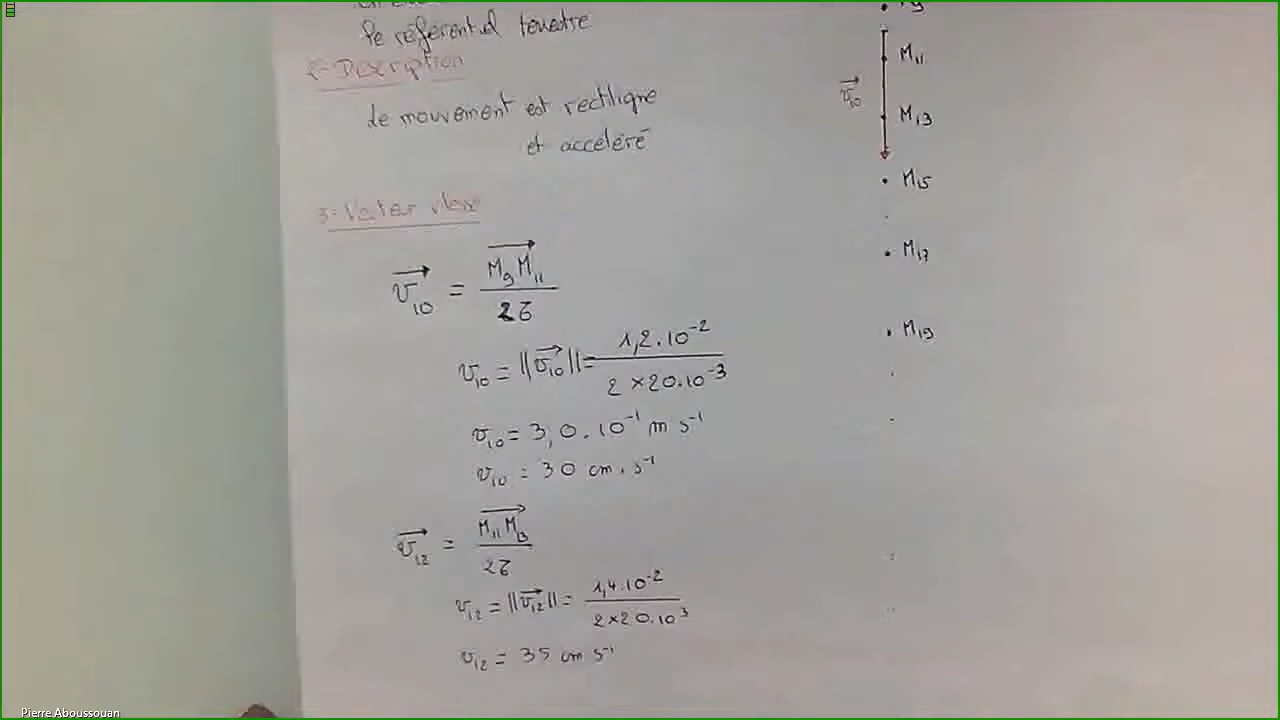 le référentiel terrestre
2-Description
Le mouvement est rectiligne
et accéléré
3-Vecteur vitesse
v₁₀ = M₉M₁₁ / 2τ
v₁₀ = ||v₁₀|| = 1,2.10⁻² / 2×20.10⁻³
v₁₀ = 3,0.10⁻¹ m s⁻¹
v₁₀ = 30 cm.s⁻¹
v₁₂ = M₁₁M₁₃ / 2τ
v₁₂ = ||v₁₂|| = 1,4.10⁻² / 2×20.10³
v₁₂ = 35 cm s⁻¹
M₁₁
v₁₀
M₁₃
M₁₅
M₁₇
M₁₉
Pierre Aboussouan